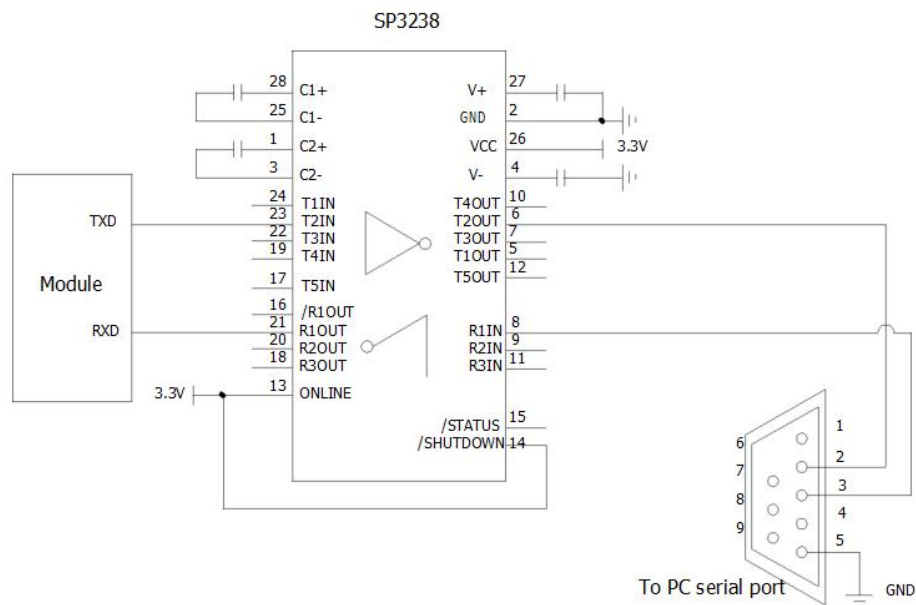 SP3238
28 C1+ V+ 27
25 C1- GND 2
1 C2+ VCC 26 3.3V
3 C2- V- 4
24 T1IN T4OUT 10
TXD 23 T2IN T2OUT 6
22 T3IN T3OUT 7
19 T4IN T1OUT 5
17 T5IN T5OUT 12
Module
16 /R1OUT
RXD 21 R1OUT R1IN 8
20 R2OUT R2IN 9
18 R3OUT R3IN 11
3.3V 13 ONLINE
/STATUS 15
/SHUTDOWN 14
1
6
2
7
3
8
4
9
5
To PC serial port GND